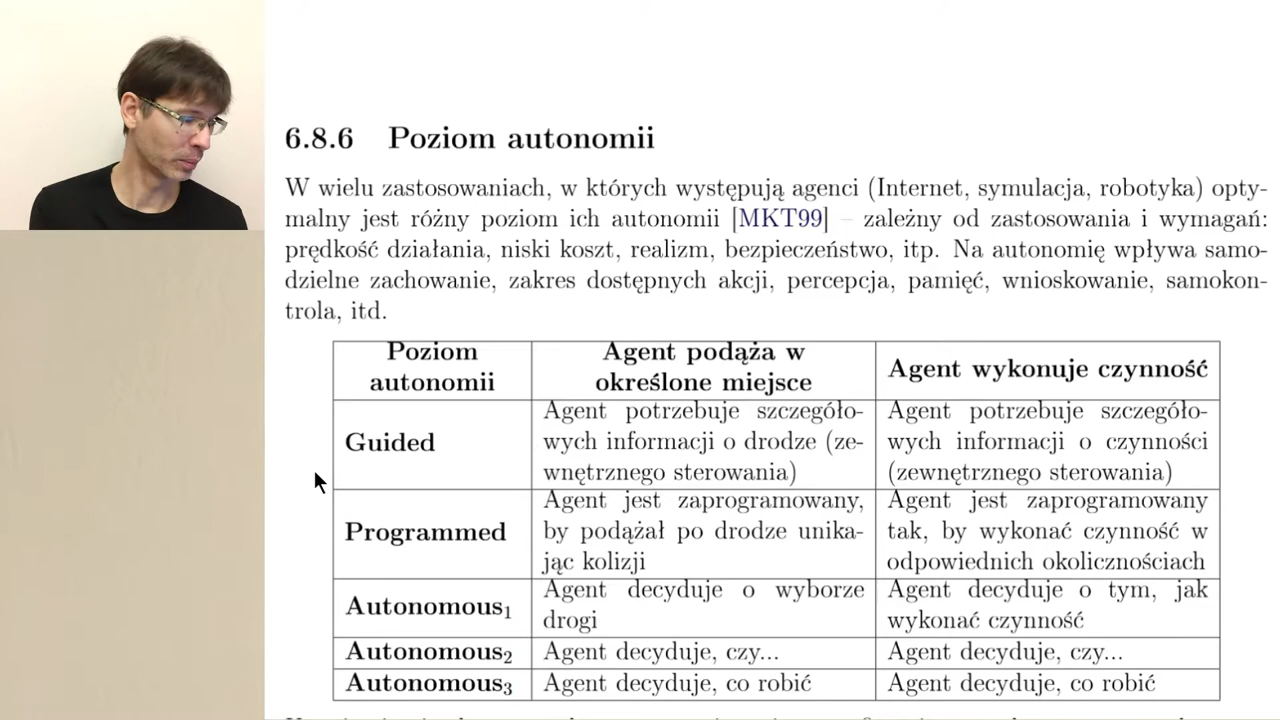 6.8.6 Poziom autonomii
W wielu zastosowaniach, w których występują agenci (Internet, symulacja, robotyka) opty-
malny jest różny poziom ich autonomii [MKT99] – zależny od zastosowania i wymagań:
prędkość działania, niski koszt, realizm, bezpieczeństwo, itp. Na autonomię wpływa samo-
dzielne zachowanie, zakres dostępnych akcji, percepcja, pamięć, wnioskowanie, samokon-
trola, itd.
Poziom
autonomii
Agent podąża w
określone miejsce
Agent wykonuje czynność
Guided
Agent potrzebuje szczegóło-
wych informacji o drodze (ze-
wnętrznego sterowania)
Agent potrzebuje szczegóło-
wych informacji o czynności
(zewnętrznego sterowania)
Programmed
Agent jest zaprogramowany,
by podążał po drodze unika-
jąc kolizji
Agent jest zaprogramowany
tak, by wykonać czynność w
odpowiednich okolicznościach
Autonomous₁
Agent decyduje o wyborze
drogi
Agent decyduje o tym, jak
wykonać czynność
Autonomous₂
Agent decyduje, czy...
Agent decyduje, czy...
Autonomous₃
Agent decyduje, co robić
Agent decyduje, co robić